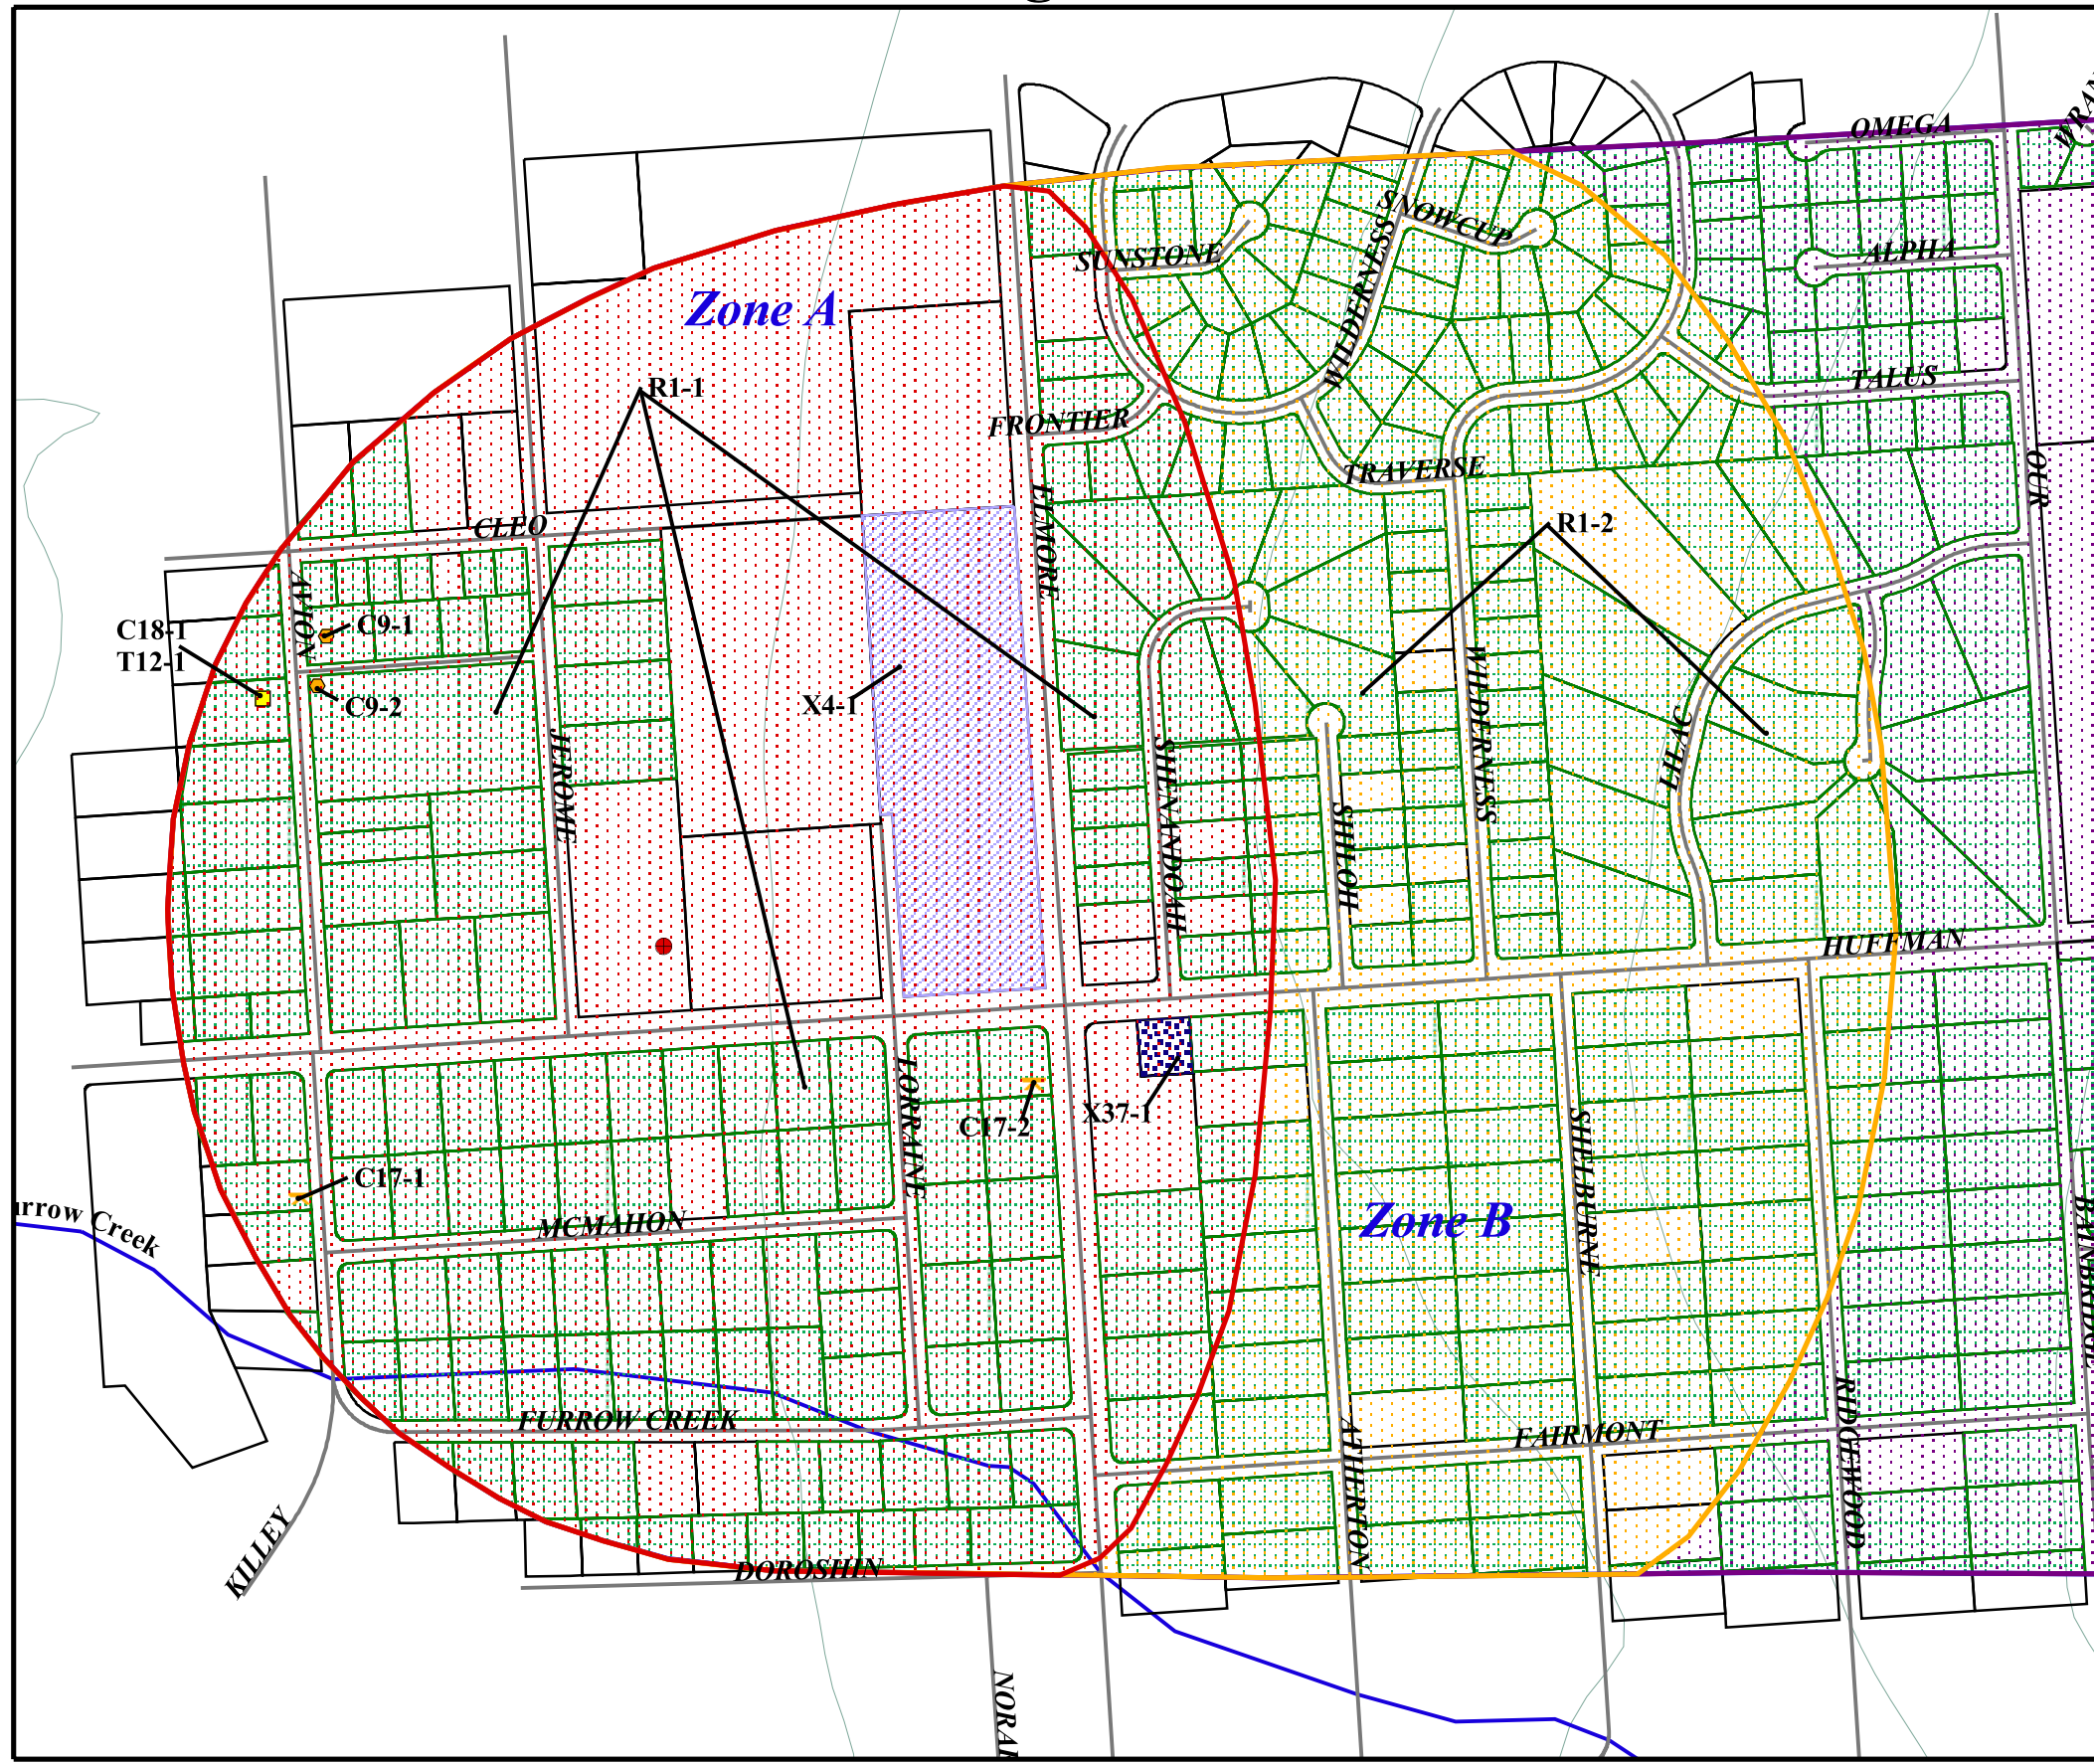 OMEGA
SNOWCUP
ALPHA
SUNSTONE
WILDERNESS
Zone A
TALUS
R1-1
FRONTIER
TRAVERSE
OUR
ELMORE
CLEO
R1-2
AVION
C9-1
C18-1
T12-1
C9-2
X4-1
WILDERNESS
LILAC
JEROME
SHENANDOAH
SHILOH
HUFFMAN
LORRAINE
C17-2
X37-1
SHELBURNE
C17-1
urrow Creek
MCMAHON
Zone B
FURROW CREEK
FAIRMONT
RIDGEWOOD
ATHERTON
KILLEY
DOROSHIN